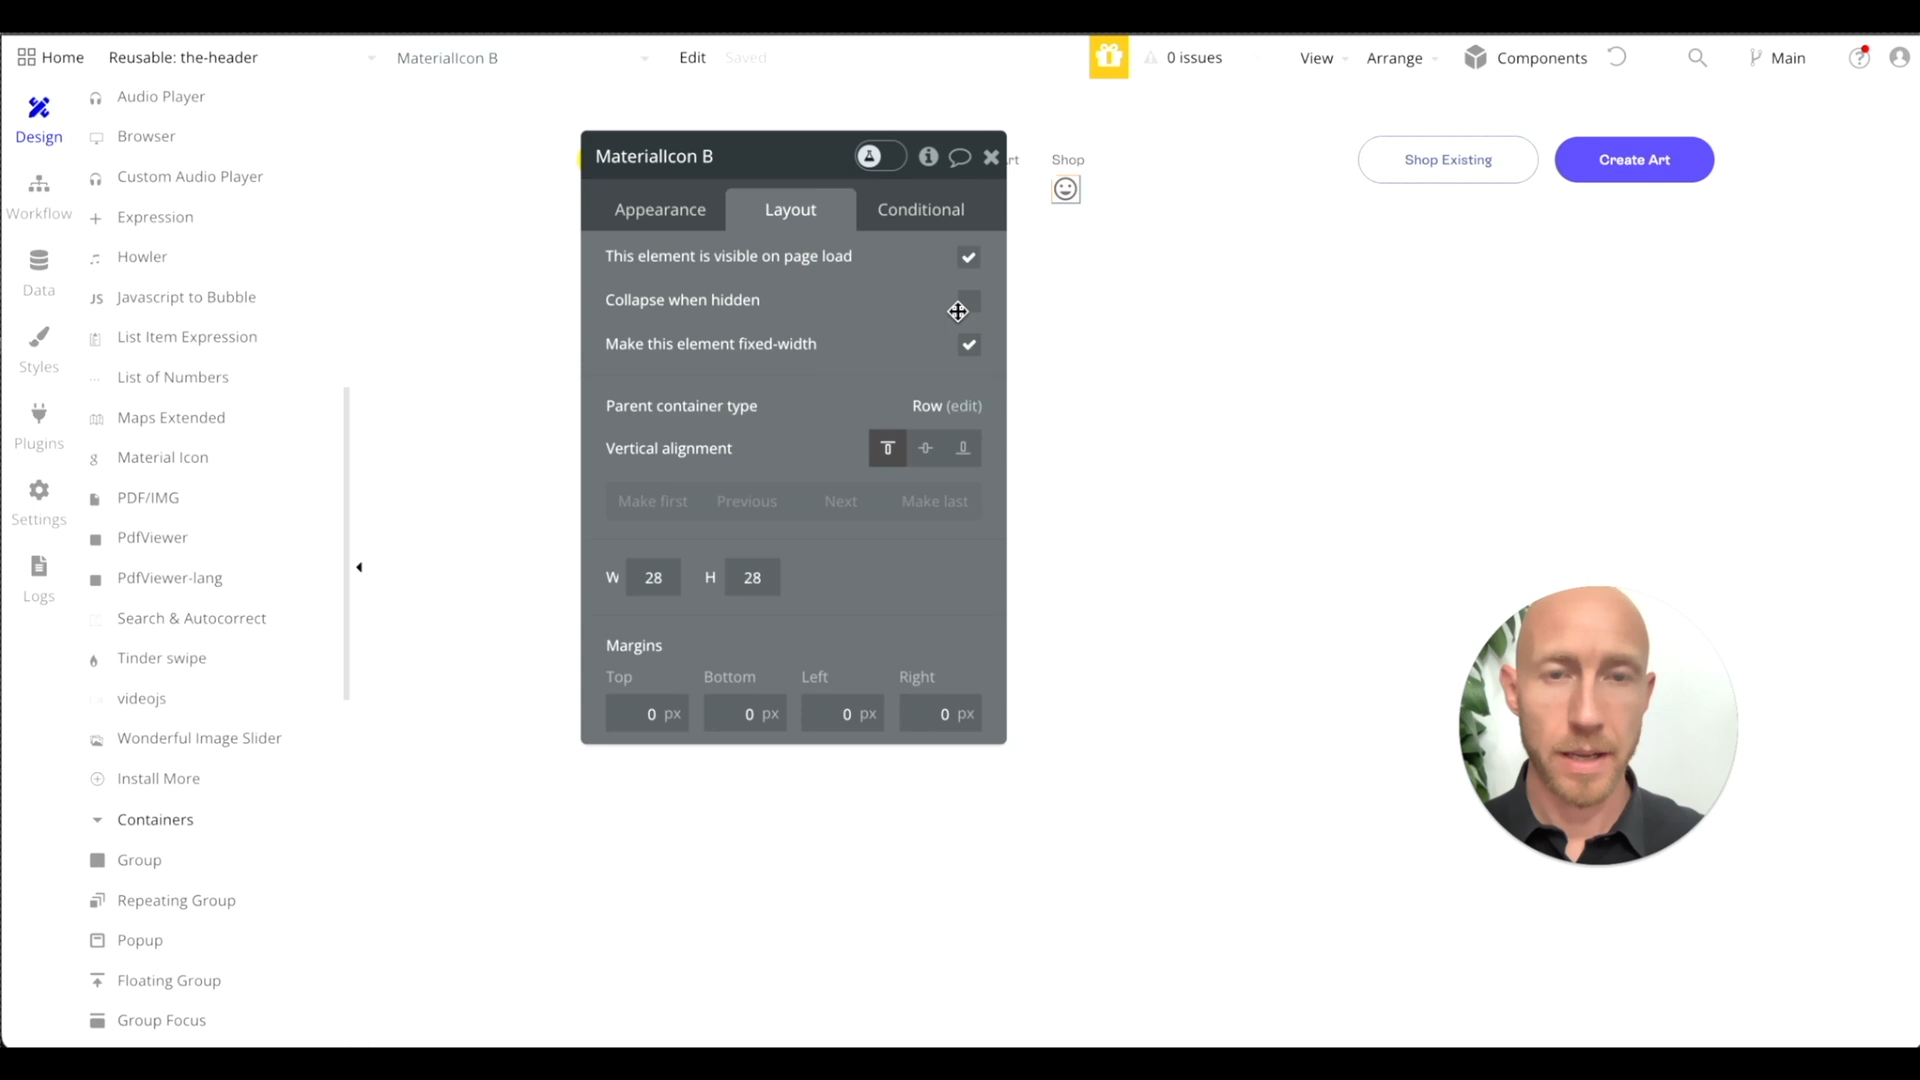 Home
Reusable: the-header
MaterialIcon B
Edit
Saved
0 issues
View
Arrange
Components
Main
Design
Workflow
Data
Styles
Plugins
Settings
Logs
Audio Player
Browser
Custom Audio Player
Expression
Howler
JS Javascript to Bubble
List Item Expression
List of Numbers
Maps Extended
g Material Icon
PDF/IMG
PdfViewer
PdfViewer-lang
Search & Autocorrect
Tinder swipe
videojs
Wonderful Image Slider
Install More
Containers
Group
Repeating Group
Popup
Floating Group
Group Focus
MaterialIcon B
Appearance
Layout
Conditional
This element is visible on page load
Collapse when hidden
Make this element fixed-width
Parent container type
Row (edit)
Vertical alignment
Make first
Previous
Next
Make last
W 28 H 28
Margins
Top
Bottom
Left
Right
0 px
0 px
0 px
0 px
rt
Shop
Shop Existing
Create Art